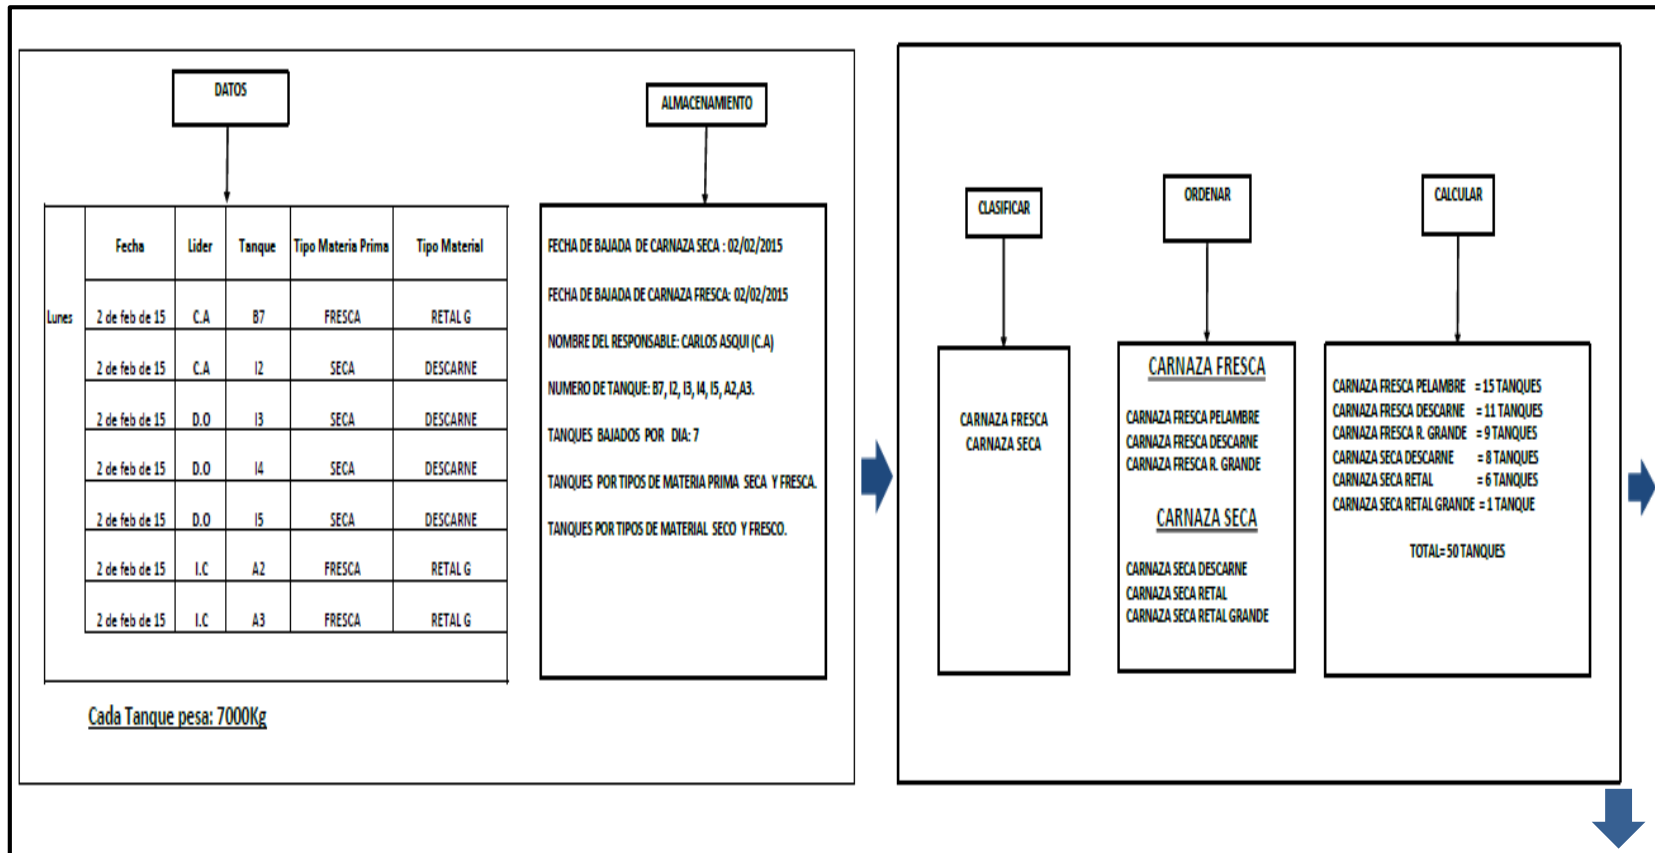 DATOS
Fecha Lider Tanque Tipo Materia Prima Tipo Material
Lunes 2 de feb de 15 C.A B7 FRESCA RETAL G
2 de feb de 15 C.A I2 SECA DESCARNE
2 de feb de 15 D.O I3 SECA DESCARNE
2 de feb de 15 D.O I4 SECA DESCARNE
2 de feb de 15 D.O I5 SECA DESCARNE
2 de feb de 15 I.C A2 FRESCA RETAL G
2 de feb de 15 I.C A3 FRESCA RETAL G
Cada Tanque pesa: 7000Kg
ALMACENAMIENTO
FECHA DE BAJADA DE CARNAZA SECA : 02/02/2015
FECHA DE BAJADA DE CARNAZA FRESCA: 02/02/2015
NOMBRE DEL RESPONSABLE: CARLOS ASQUI (C.A)
NUMERO DE TANQUE: B7, I2, I3, I4, I5, A2,A3.
TANQUES BAJADOS POR DIA: 7
TANQUES POR TIPOS DE MATERIA PRIMA SECA Y FRESCA.
TANQUES POR TIPOS DE MATERIAL SECO Y FRESCO.
CLASIFICAR
CARNAZA FRESCA
CARNAZA SECA
ORDENAR
CARNAZA FRESCA
CARNAZA FRESCA PELAMBRE
CARNAZA FRESCA DESCARNE
CARNAZA FRESCA R. GRANDE
CARNAZA SECA
CARNAZA SECA DESCARNE
CARNAZA SECA RETAL
CARNAZA SECA RETAL GRANDE
CALCULAR
CARNAZA FRESCA PELAMBRE = 15 TANQUES
CARNAZA FRESCA DESCARNE = 11 TANQUES
CARNAZA FRESCA R. GRANDE = 9 TANQUES
CARNAZA SECA DESCARNE = 8 TANQUES
CARNAZA SECA RETAL = 6 TANQUES
CARNAZA SECA RETAL GRANDE = 1 TANQUE
TOTAL= 50 TANQUES